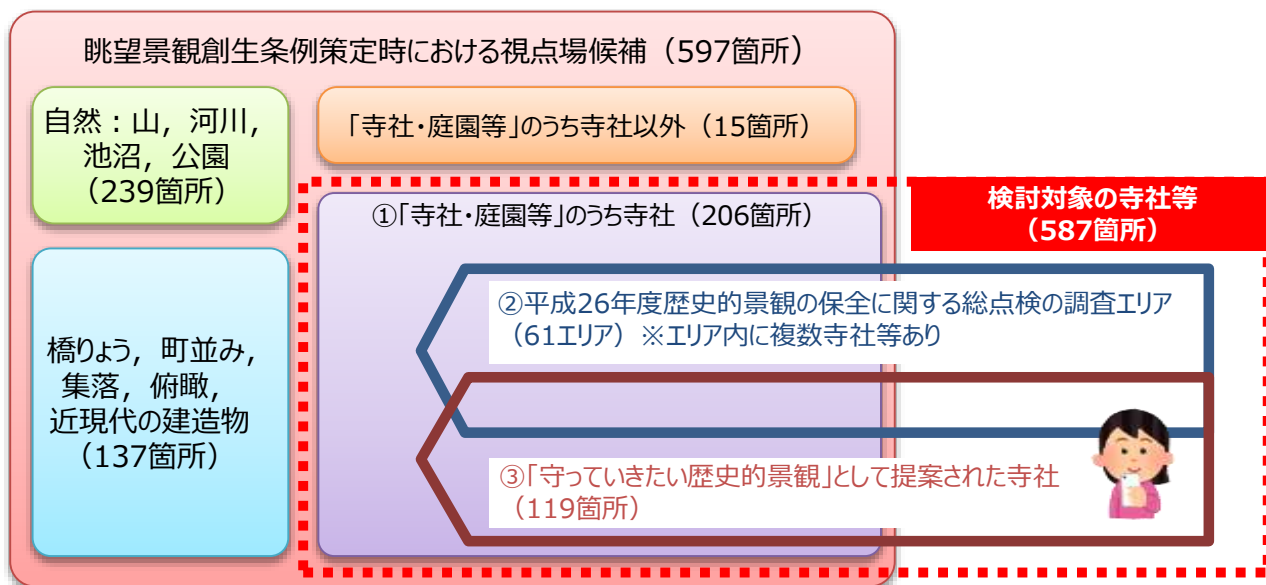 眺望景観創生条例策定時における視点場候補（597箇所）
自然：山，河川，
池沼，公園
（239箇所）
「寺社・庭園等」のうち寺社以外（15箇所）
検討対象の寺社等
（587箇所）
①「寺社・庭園等」のうち寺社（206箇所）
②平成26年度歴史的景観の保全に関する総点検の調査エリア
（61エリア）※エリア内に複数寺社等あり
橋りょう，町並み，
集落，俯瞰，
近現代の建造物
（137箇所）
③「守っていきたい歴史的景観」として提案された寺社
（119箇所）